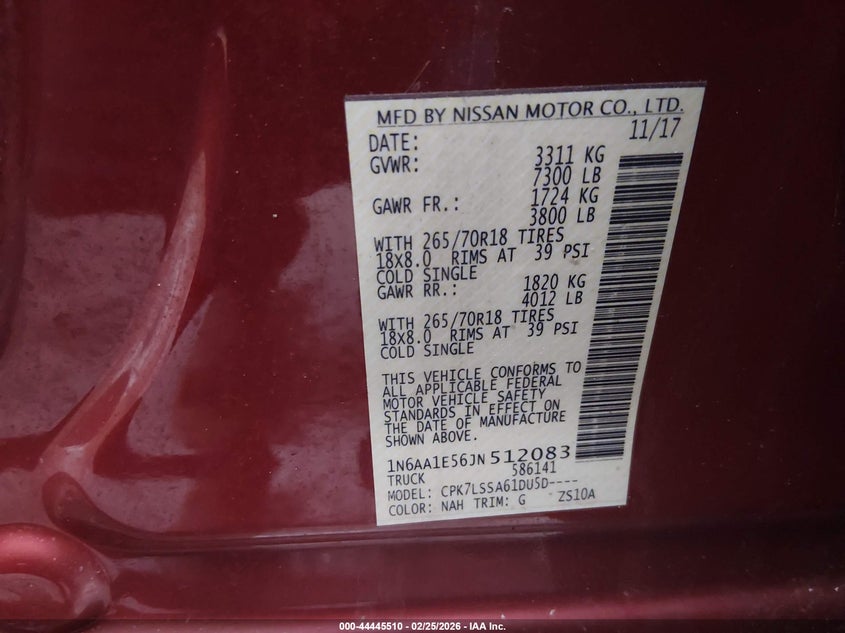 MFD BY NISSAN MOTOR CO., LTD.
DATE: 11/17
GVWR: 3311 KG
7300 LB
GAWR FR.: 1724 KG
3800 LB
WITH 265/70R18 TIRES
18X8.0 RIMS AT 39 PSI
COLD SINGLE
GAWR RR.: 1820 KG
4012 LB
WITH 265/70R18 TIRES
18X8.0 RIMS AT 39 PSI
COLD SINGLE
THIS VEHICLE CONFORMS TO
ALL APPLICABLE FEDERAL
MOTOR VEHICLE SAFETY
STANDARDS IN EFFECT ON
THE DATE OF MANUFACTURE
SHOWN ABOVE.
1N6AA1E56JN512083
TRUCK 586141
MODEL: CPK7LSSA61DU5D----
COLOR: NAH TRIM: G ZS10A
000-44445510 - 02/25/2026 - IAA Inc.